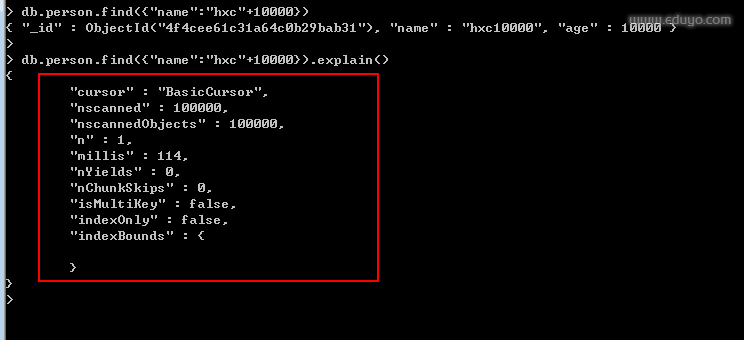 www.eduyo.com
> db.person.find({"name":"hxc"+10000})
{ "_id" : ObjectId("4f4cee61c31a64c0b29bab31"), "name" : "hxc10000", "age" : 10000 }
>
> db.person.find({"name":"hxc"+10000}).explain()
{
"cursor" : "BasicCursor",
"nscanned" : 100000,
"nscannedObjects" : 100000,
"n" : 1,
"millis" : 114,
"nYields" : 0,
"nChunkSkips" : 0,
"isMultiKey" : false,
"indexOnly" : false,
"indexBounds" : {
}
}
>